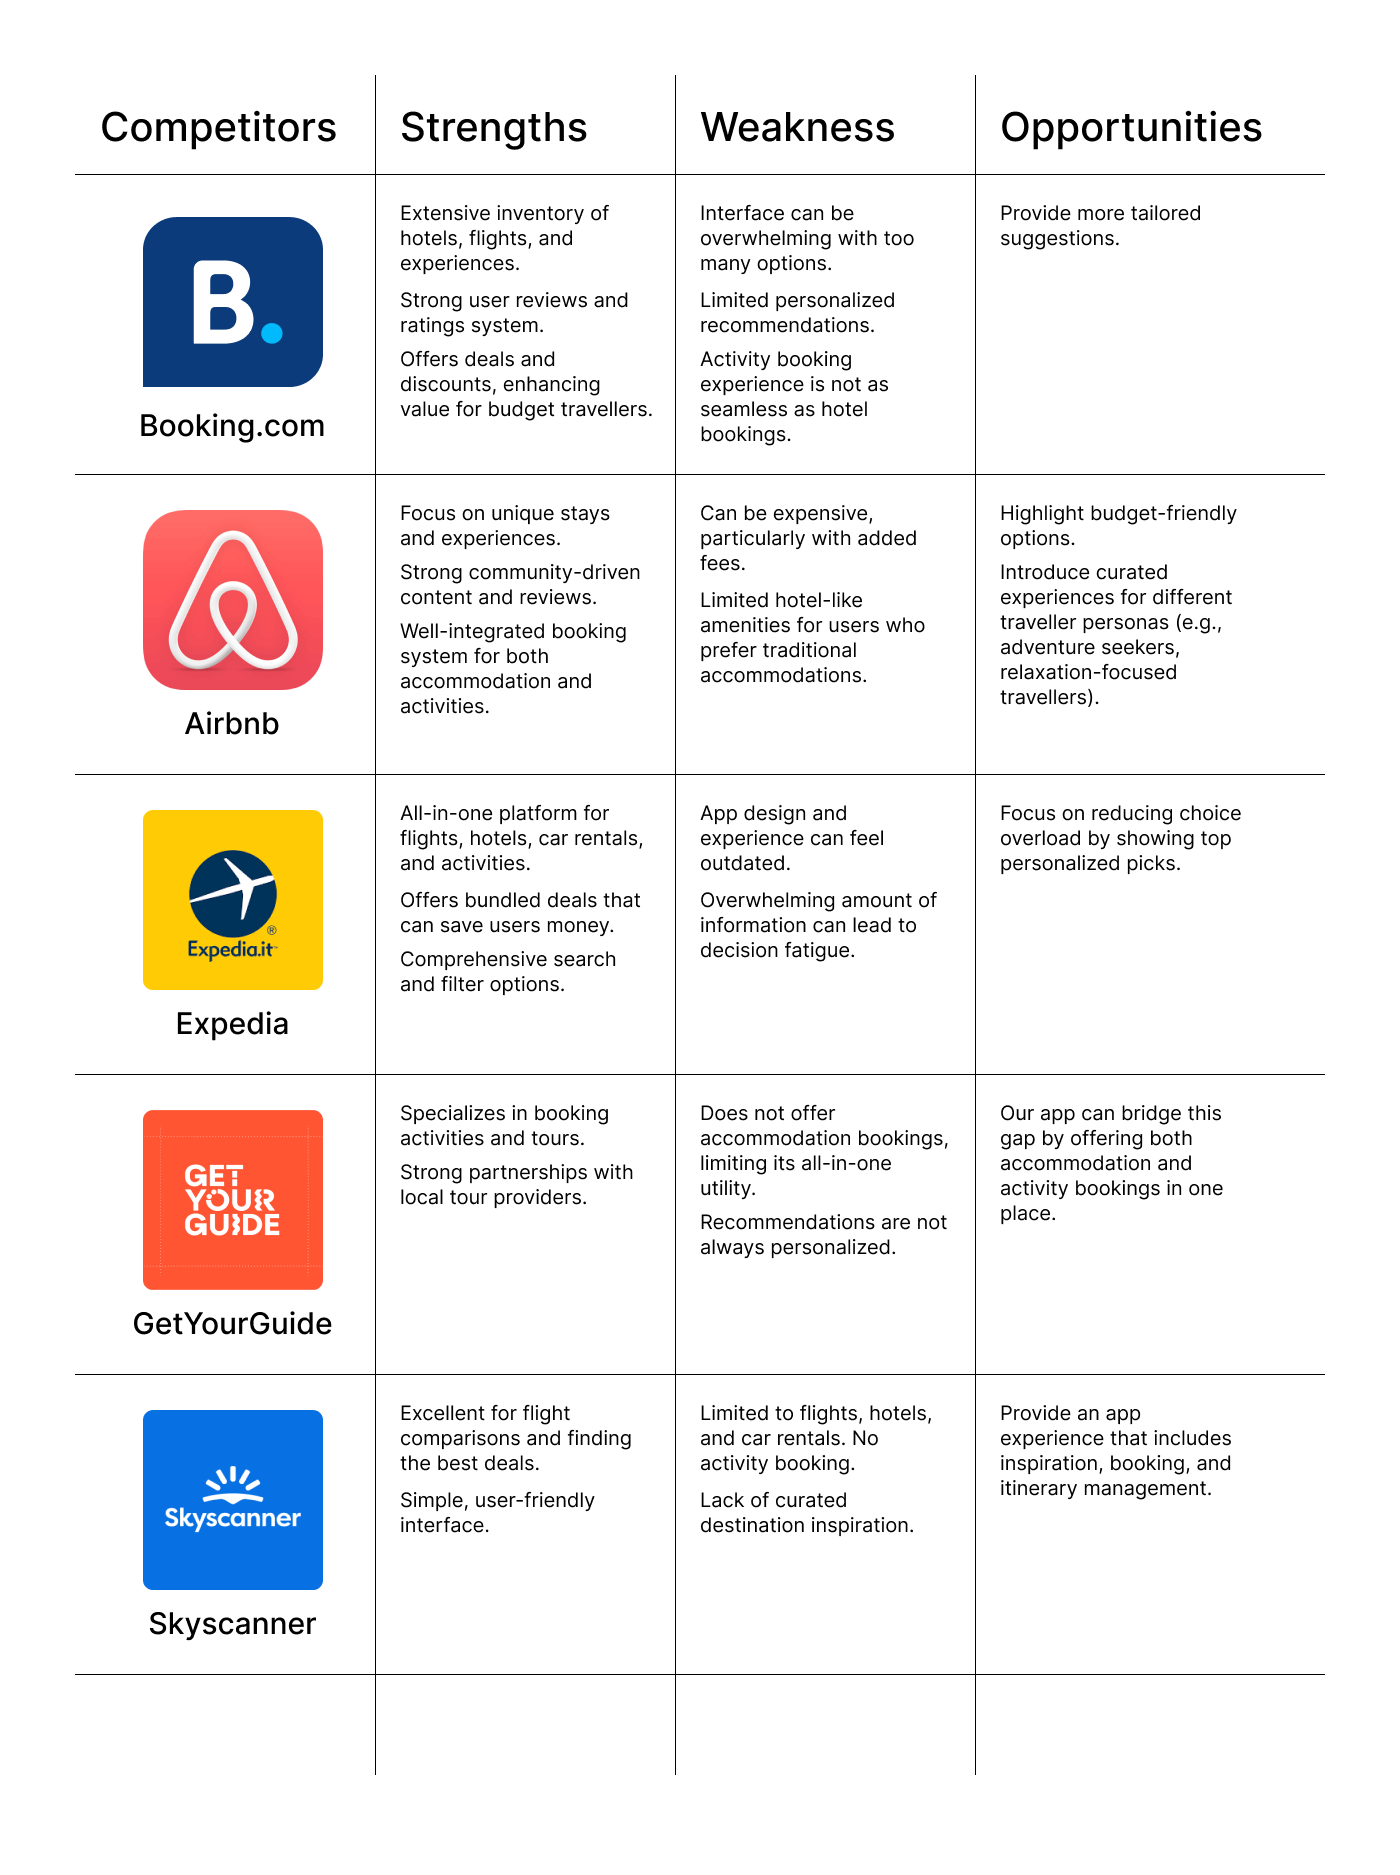 Competitors
Strengths
Weakness
Opportunities
B.
Booking.com
Extensive inventory of
hotels, flights, and
experiences.
Strong user reviews and
ratings system.
Offers deals and
discounts, enhancing
value for budget travellers.
Interface can be
overwhelming with too
many options.
Limited personalized
recommendations.
Activity booking
experience is not as
seamless as hotel
bookings.
Provide more tailored
suggestions.
Airbnb
Focus on unique stays
and experiences.
Strong community-driven
content and reviews.
Well-integrated booking
system for both
accommodation and
activities.
Can be expensive,
particularly with added
fees.
Limited hotel-like
amenities for users who
prefer traditional
accommodations.
Highlight budget-friendly
options.
Introduce curated
experiences for different
traveller personas (e.g.,
adventure seekers,
relaxation-focused
travellers).
®
Expedia.it™
Expedia
All-in-one platform for
flights, hotels, car rentals,
and activities.
Offers bundled deals that
can save users money.
Comprehensive search
and filter options.
App design and
experience can feel
outdated.
Overwhelming amount of
information can lead to
decision fatigue.
Focus on reducing choice
overload by showing top
personalized picks.
GET
YOUR
GUIDE
GetYourGuide
Specializes in booking
activities and tours.
Strong partnerships with
local tour providers.
Does not offer
accommodation bookings,
limiting its all-in-one
utility.
Recommendations are not
always personalized.
Our app can bridge this
gap by offering both
accommodation and
activity bookings in one
place.
Skyscanner
Skyscanner
Excellent for flight
comparisons and finding
the best deals.
Simple, user-friendly
interface.
Limited to flights, hotels,
and car rentals. No
activity booking.
Lack of curated
destination inspiration.
Provide an app
experience that includes
inspiration, booking, and
itinerary management.